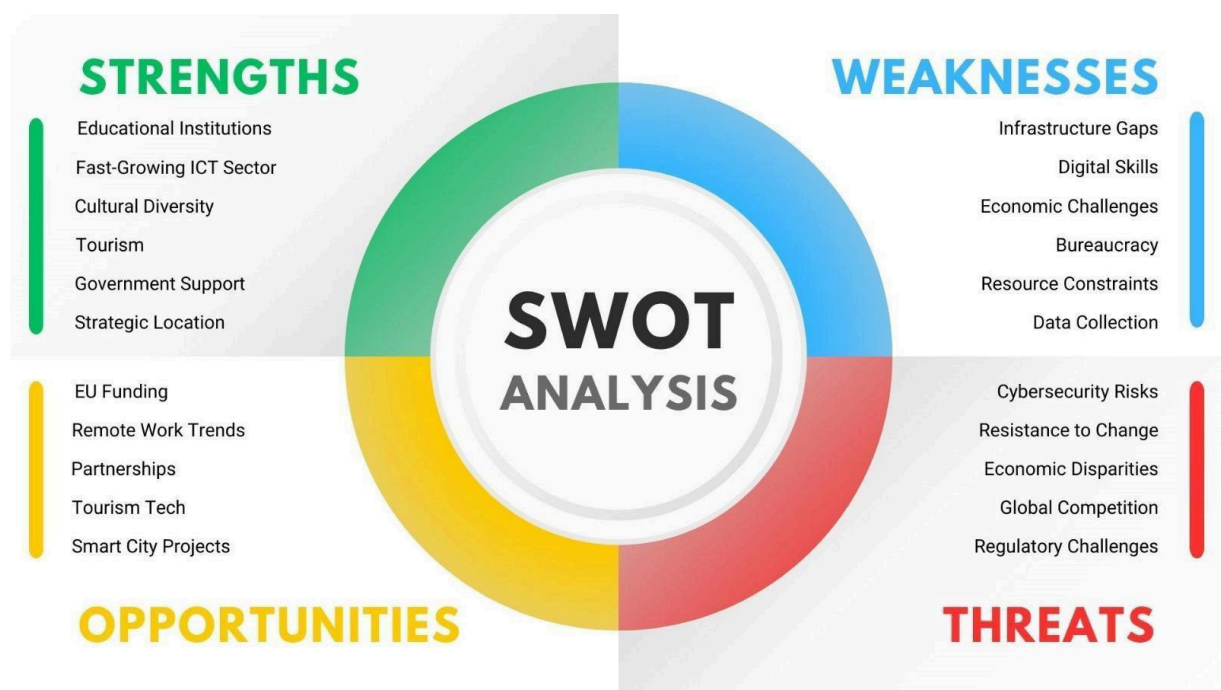 STRENGTHS
Educational Institutions
Fast-Growing ICT Sector
Cultural Diversity
Tourism
Government Support
Strategic Location
WEAKNESSES
Infrastructure Gaps
Digital Skills
Economic Challenges
Bureaucracy
Resource Constraints
Data Collection
SWOT
ANALYSIS
EU Funding
Remote Work Trends
Partnerships
Tourism Tech
Smart City Projects
OPPORTUNITIES
Cybersecurity Risks
Resistance to Change
Economic Disparities
Global Competition
Regulatory Challenges
THREATS